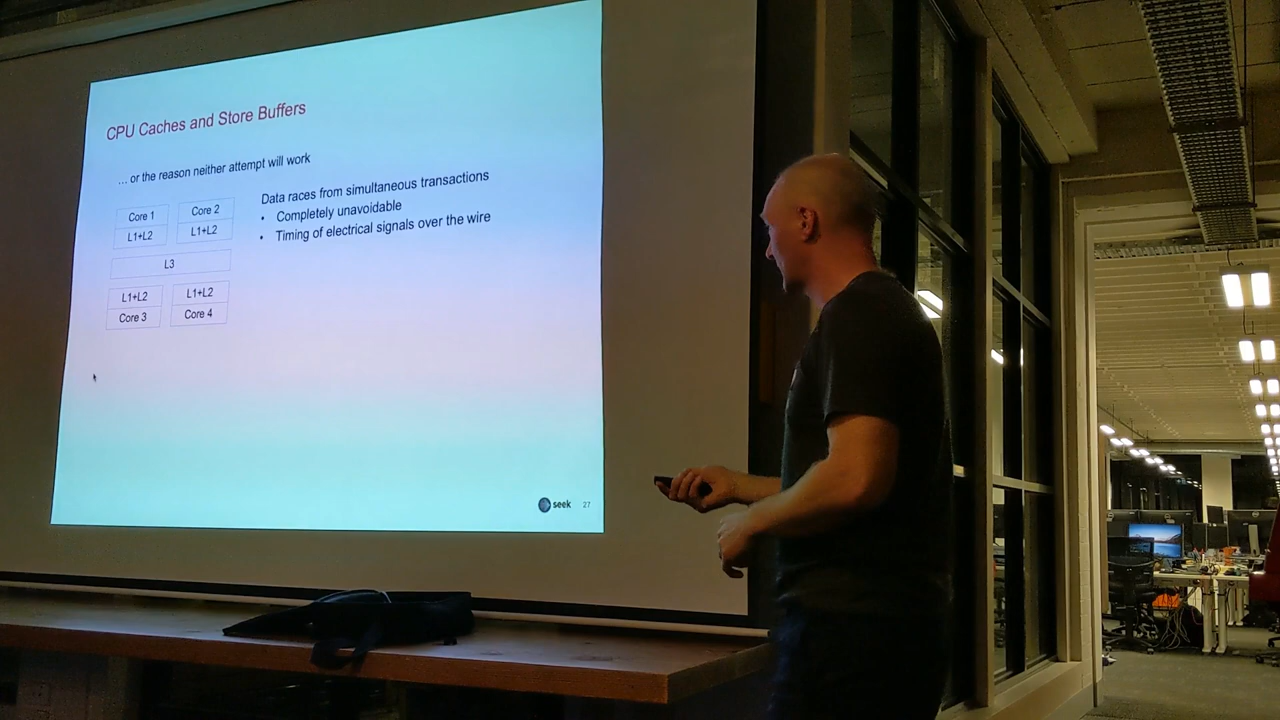 CPU Caches and Store Buffers
... or the reason neither attempt will work
Core 1
Core 2
L1+L2
L1+L2
L3
L1+L2
L1+L2
Core 3
Core 4
Data races from simultaneous transactions
• Completely unavoidable
• Timing of electrical signals over the wire
seek 27